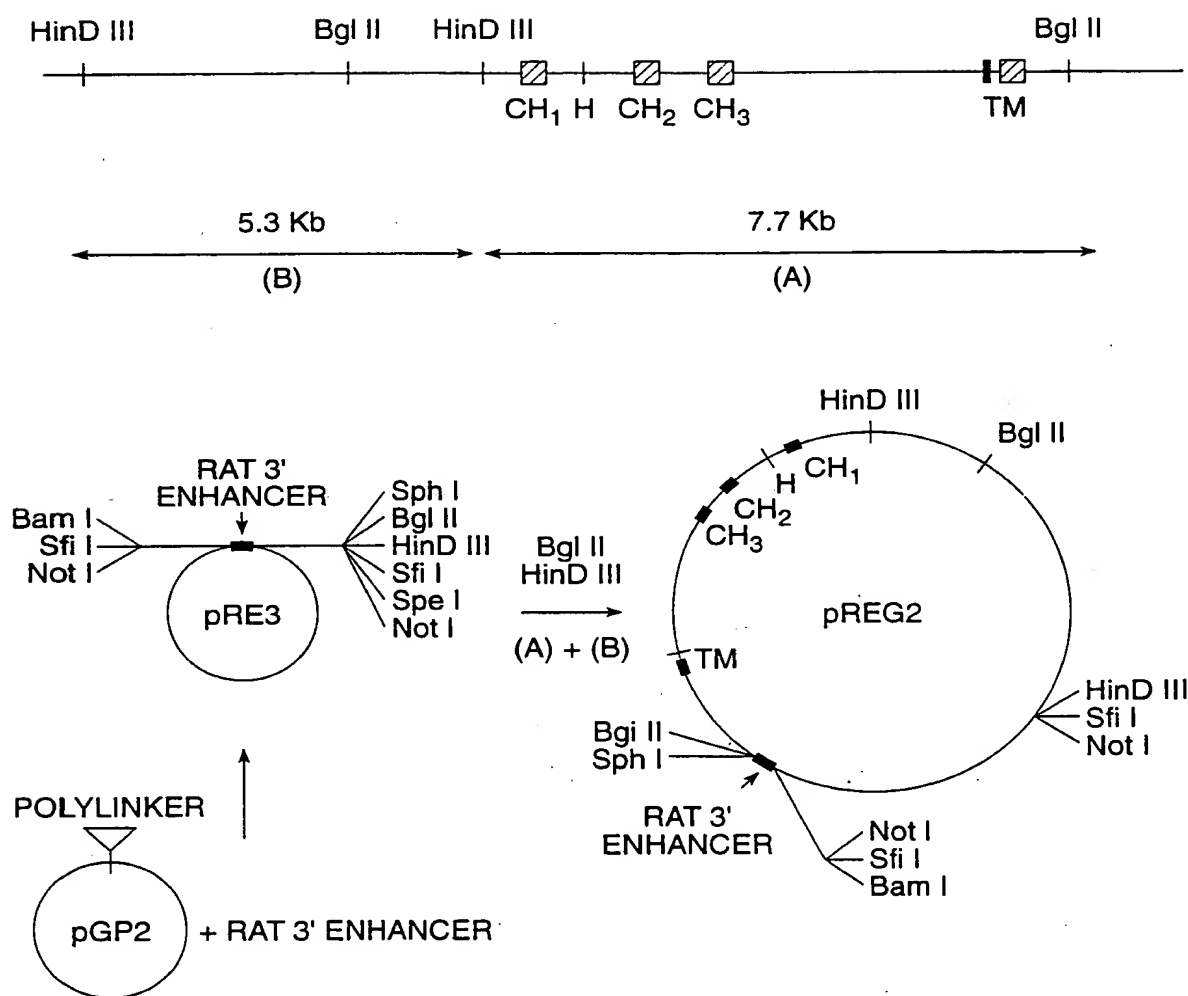 HinD III Bgl II HinD III Bgl II
CH1 H CH2 CH3 TM
5.3 Kb 7.7 Kb
(B) (A)
HinD III
Bgl II
CH1
H
CH2
CH3
pREG2
TM
Bgi II
Sph I
RAT 3'
ENHANCER
HinD III
Sfi I
Not I
Not I
Sfi I
Bam I
RAT 3'
ENHANCER
Bam I
Sfi I
Not I
Sph I
Bgl II
HinD III
Sfi I
Spe I
Not I
pRE3
Bgl II
HinD III
(A) + (B)
POLYLINKER
pGP2 + RAT 3' ENHANCER